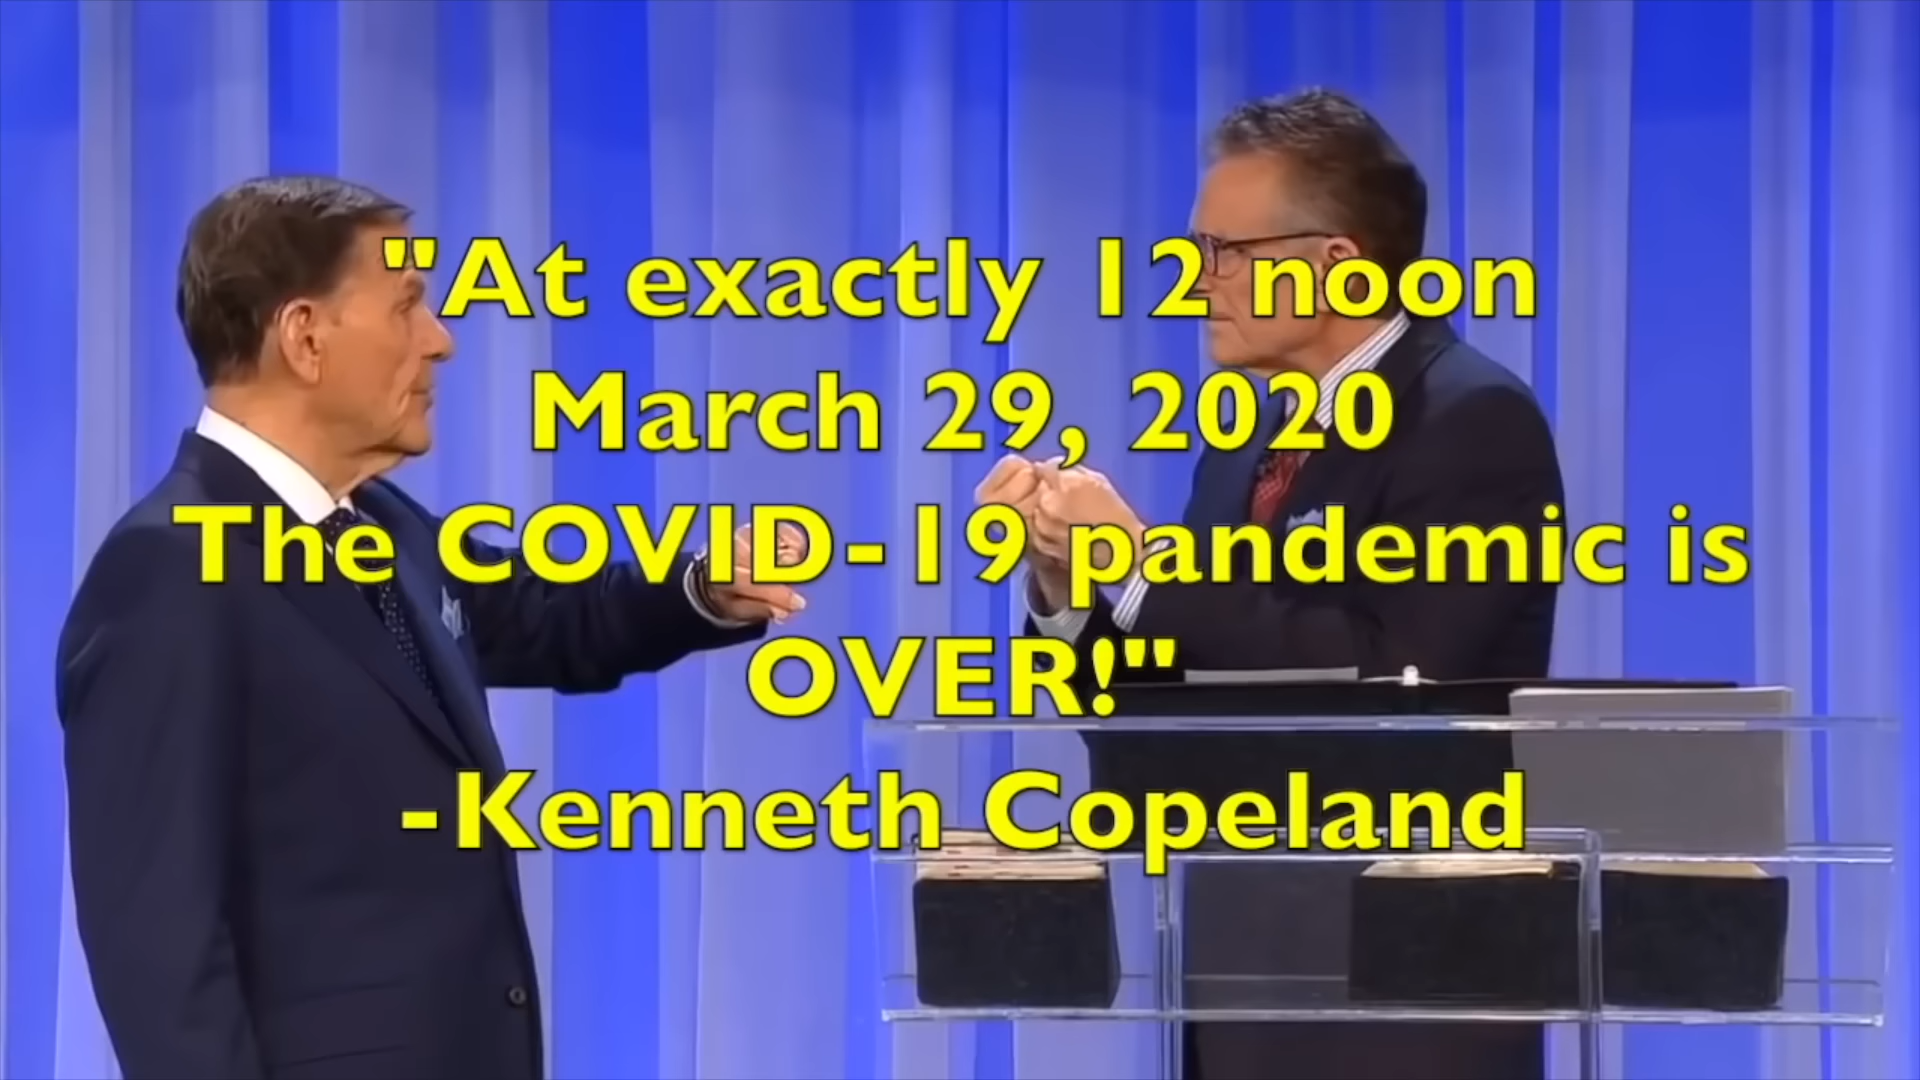 "At exactly 12 noon
March 29, 2020
The COVID-19 pandemic is
OVER!"
-Kenneth Copeland